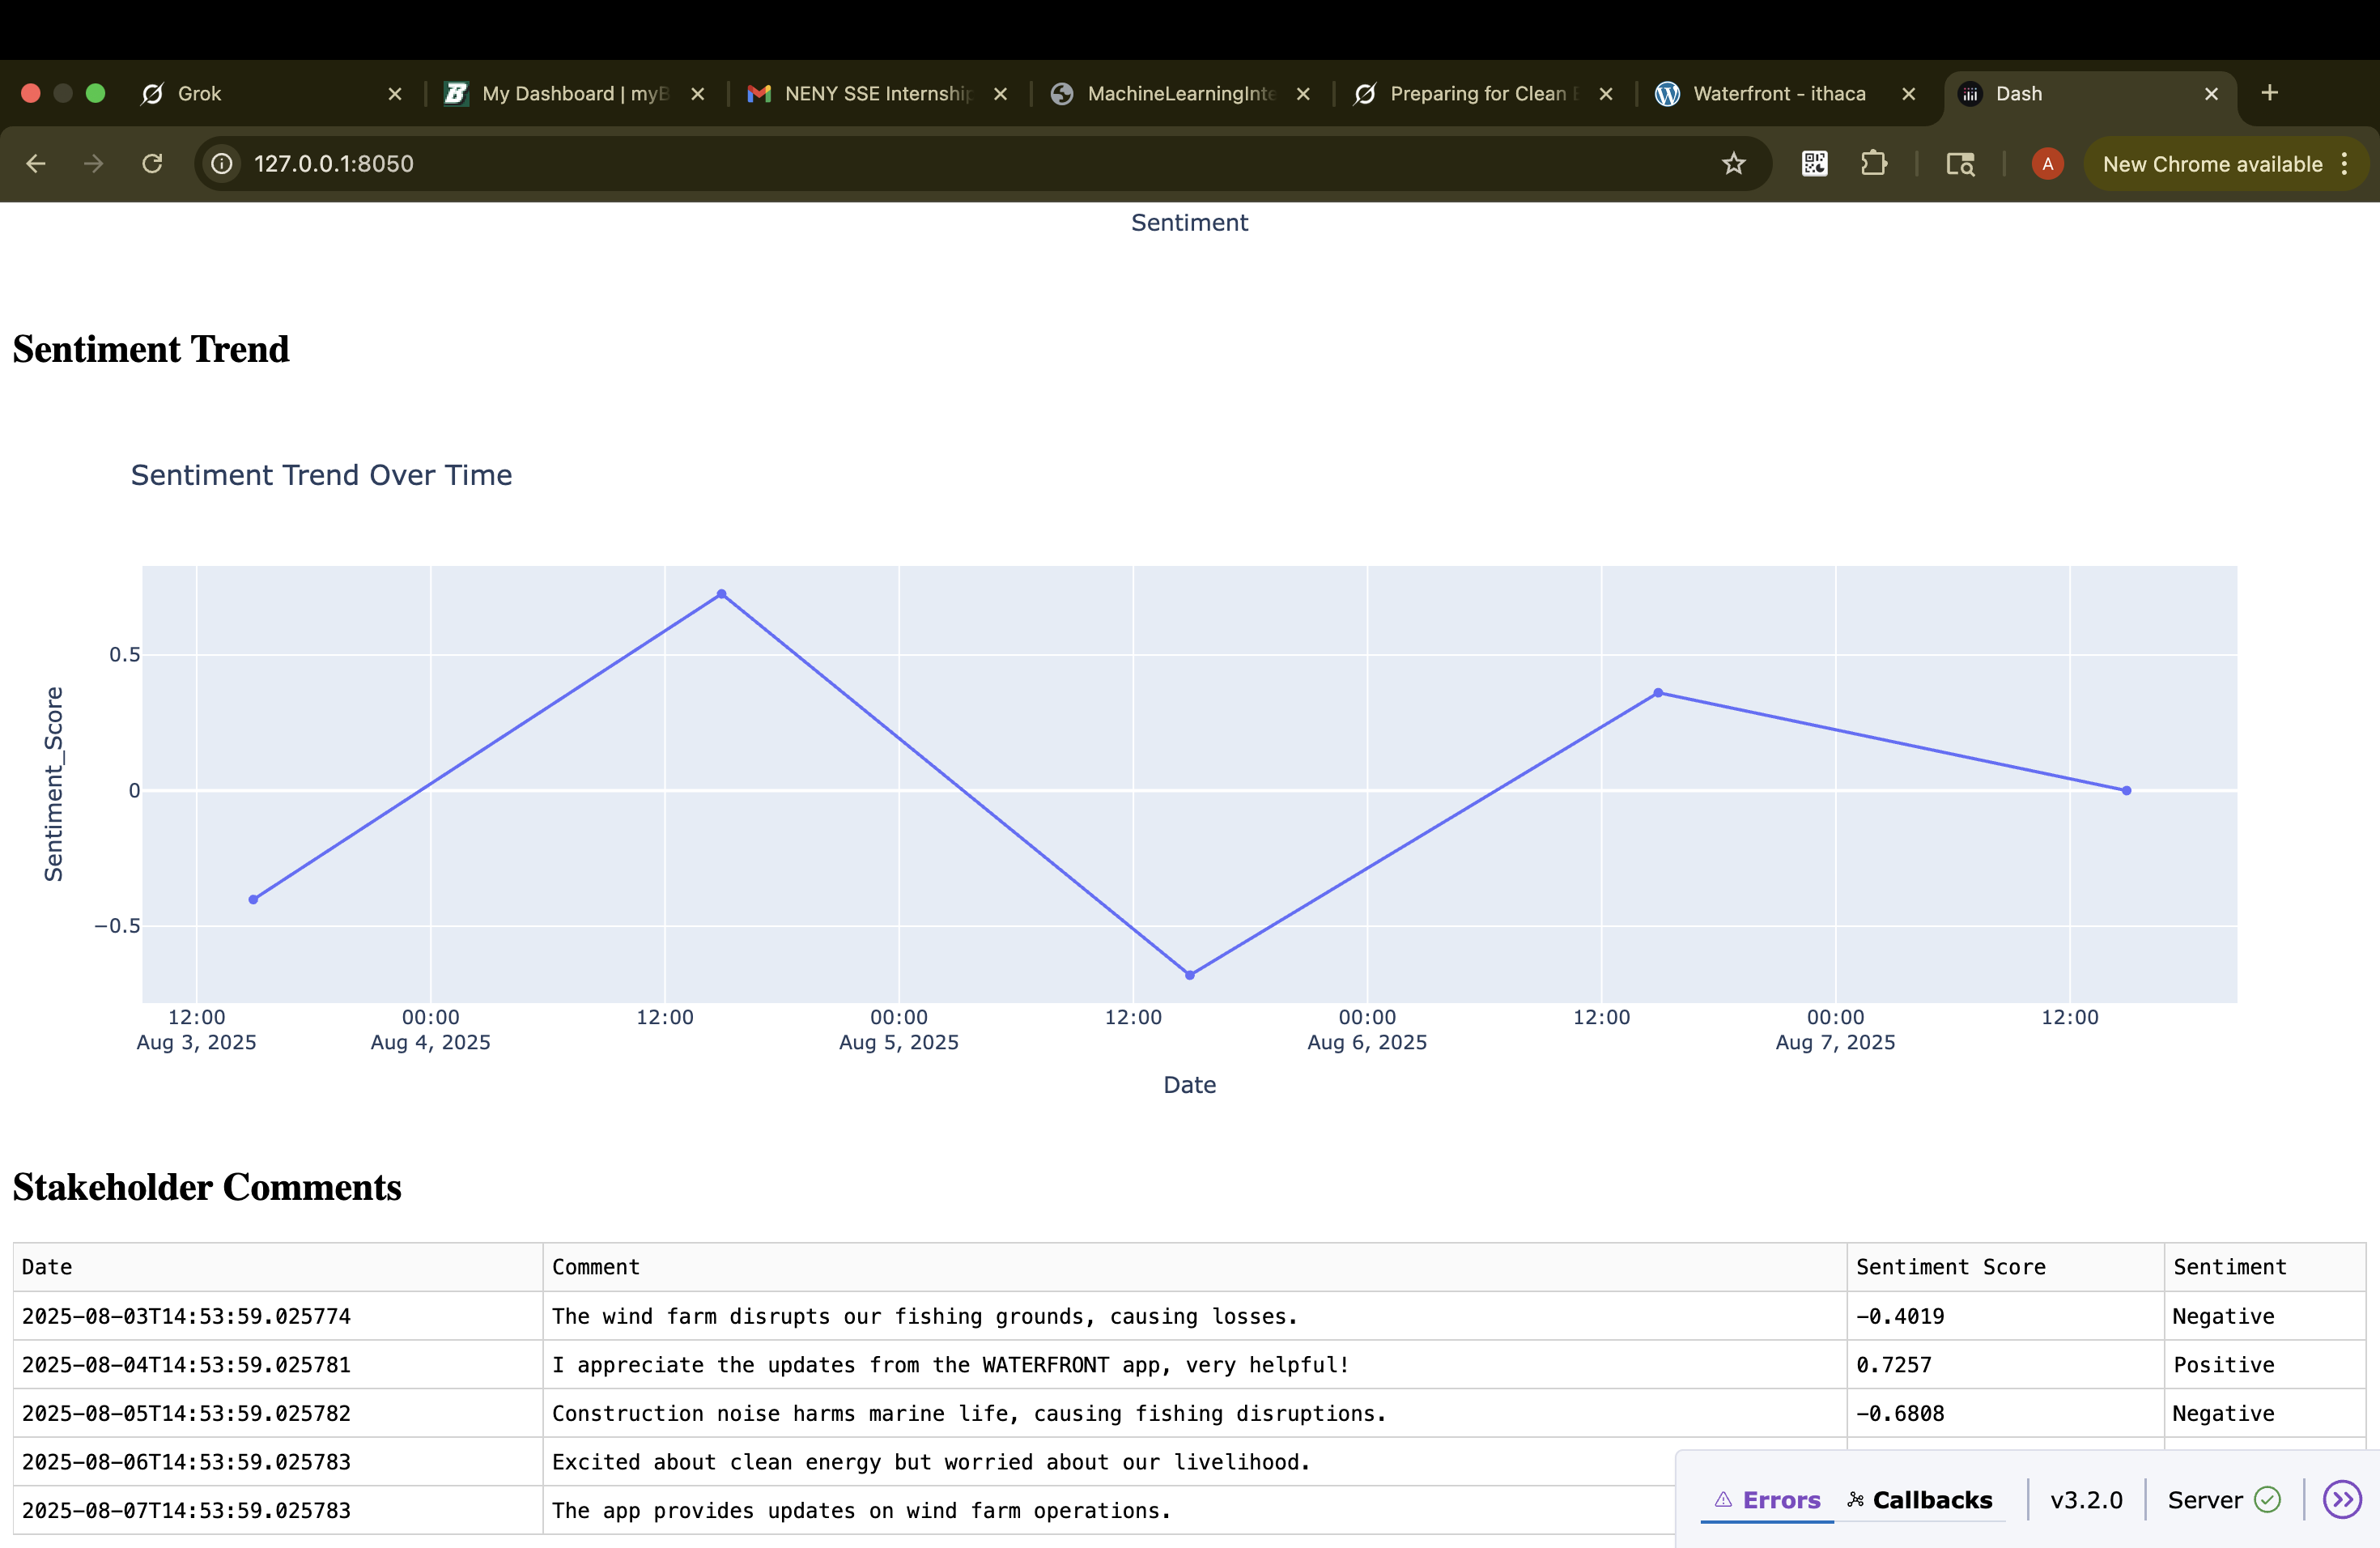 Grok
My Dashboard | myB
NENY SSE Internship
MachineLearningInte
Preparing for Clean E
Waterfront - ithaca
Dash
127.0.0.1:8050
A
New Chrome available
Sentiment
Sentiment Trend
Sentiment Trend Over Time
Sentiment_Score
0.5
0
−0.5
12:00
Aug 3, 2025
00:00
Aug 4, 2025
12:00
00:00
Aug 5, 2025
12:00
00:00
Aug 6, 2025
12:00
00:00
Aug 7, 2025
12:00
Date
Stakeholder Comments
Date Comment Sentiment Score Sentiment
2025-08-03T14:53:59.025774 The wind farm disrupts our fishing grounds, causing losses. -0.4019 Negative
2025-08-04T14:53:59.025781 I appreciate the updates from the WATERFRONT app, very helpful! 0.7257 Positive
2025-08-05T14:53:59.025782 Construction noise harms marine life, causing fishing disruptions. -0.6808 Negative
2025-08-06T14:53:59.025783 Excited about clean energy but worried about our livelihood.
2025-08-07T14:53:59.025783 The app provides updates on wind farm operations.
Errors Callbacks v3.2.0 Server